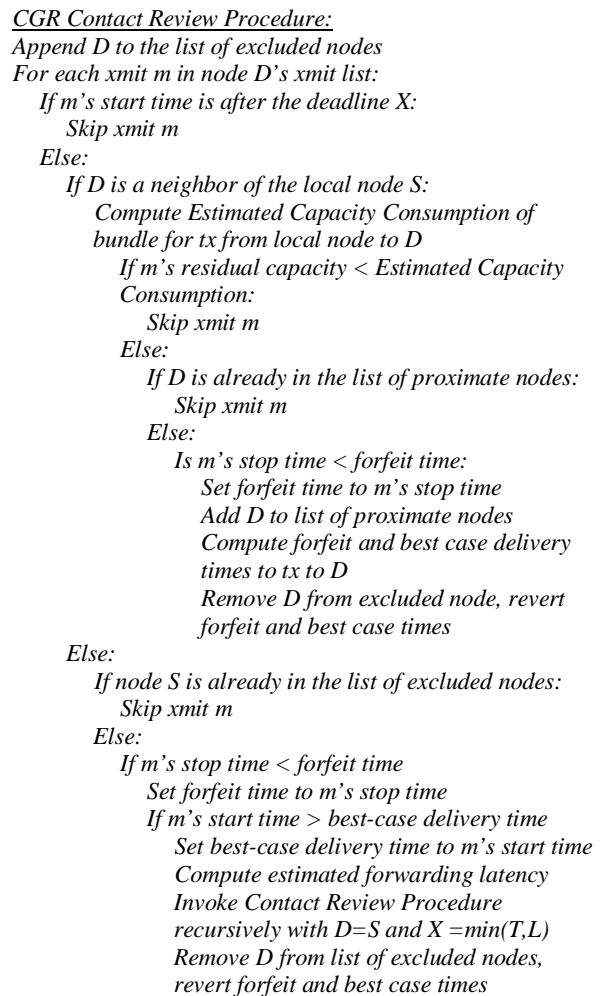 CGR Contact Review Procedure:
Append D to the list of excluded nodes
For each xmit m in node D's xmit list:
If m's start time is after the deadline X:
Skip xmit m
Else:
If D is a neighbor of the local node S:
Compute Estimated Capacity Consumption of
bundle for tx from local node to D
If m's residual capacity < Estimated Capacity
Consumption:
Skip xmit m
Else:
If D is already in the list of proximate nodes:
Skip xmit m
Else:
Is m's stop time < forfeit time:
Set forfeit time to m's stop time
Add D to list of proximate nodes
Compute forfeit and best case delivery
times to tx to D
Remove D from excluded node, revert
forfeit and best case times
Else:
If node S is already in the list of excluded nodes:
Skip xmit m
Else:
If m's stop time < forfeit time
Set forfeit time to m's stop time
If m's start time > best-case delivery time
Set best-case delivery time to m's start time
Compute estimated forwarding latency
Invoke Contact Review Procedure
recursively with D=S and X =min(T,L)
Remove D from list of excluded nodes,
revert forfeit and best case times